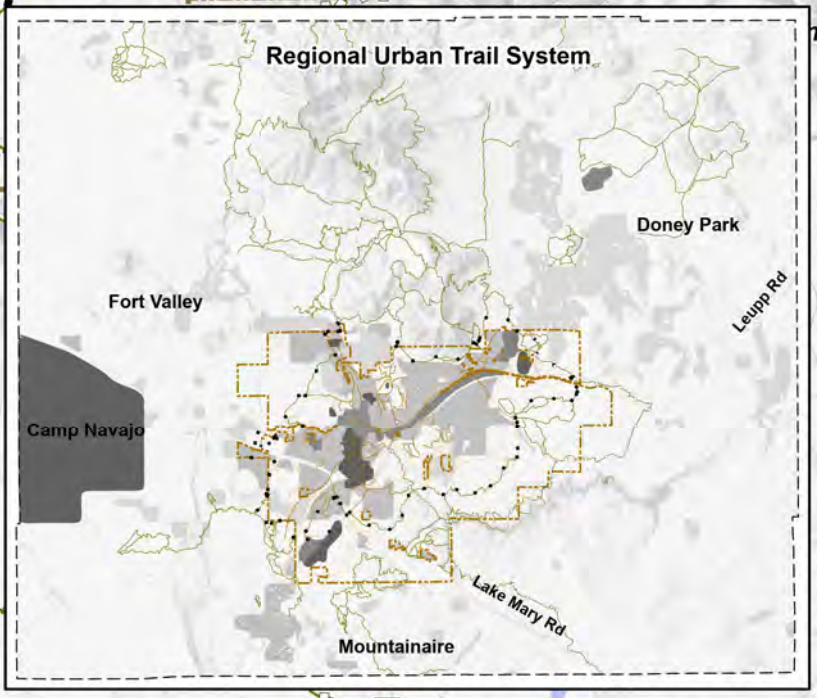 Regional Urban Trail System
Doney Park
Leupp Rd
Fort Valley
Camp Navajo
Lake Mary Rd
Mountainaire